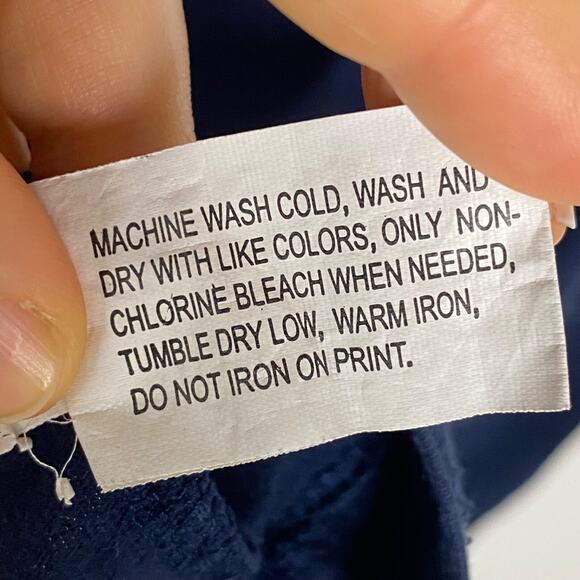 MACHINE WASH COLD, WASH AND
DRY WITH LIKE COLORS, ONLY NON-
CHLORINE BLEACH WHEN NEEDED,
TUMBLE DRY LOW, WARM IRON,
DO NOT IRON ON PRINT.